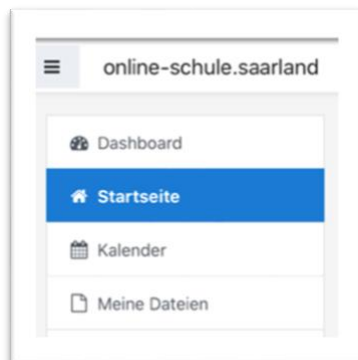 online-schule.saarland
Dashboard
Startseite
Kalender
Meine Dateien